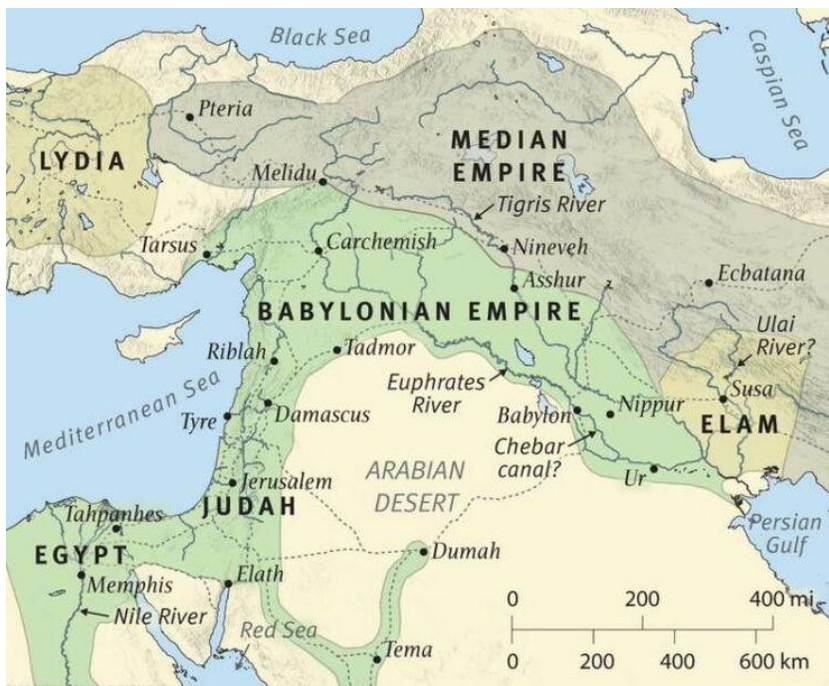 Black Sea
Caspian Sea
Pteria
LYDIA
MEDIAN
EMPIRE
Melidu
Tigris River
Tarsus
Carchemish
Nineveh
Asshur
Ecbatana
BABYLONIAN EMPIRE
Ulai
River?
Riblah
Tadmor
Mediterranean Sea
Euphrates
River
Susa
Tyre
Damascus
Babylon
Nippur
ELAM
Chebar
canal?
ARABIAN
DESERT
Ur
Jerusalem
JUDAH
Tahpanhes
Persian
Gulf
EGYPT
Dumah
Memphis
Elath
Nile River
Red Sea
Tema
0 200 400 mi
0 200 400 600 km